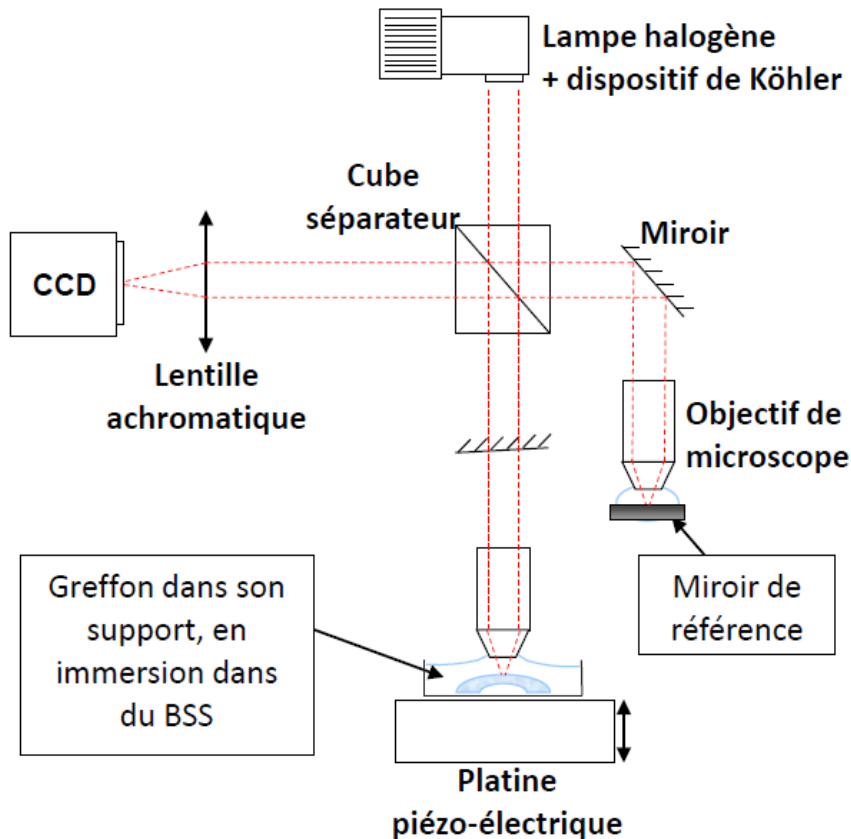 Lampe halogène
+ dispositif de Köhler
Cube
séparateur
Miroir
CCD
Lentille
achromatique
Objectif de
microscope
Greffon dans son
support, en
immersion dans
du BSS
Miroir de
référence
Platine
piézo-électrique